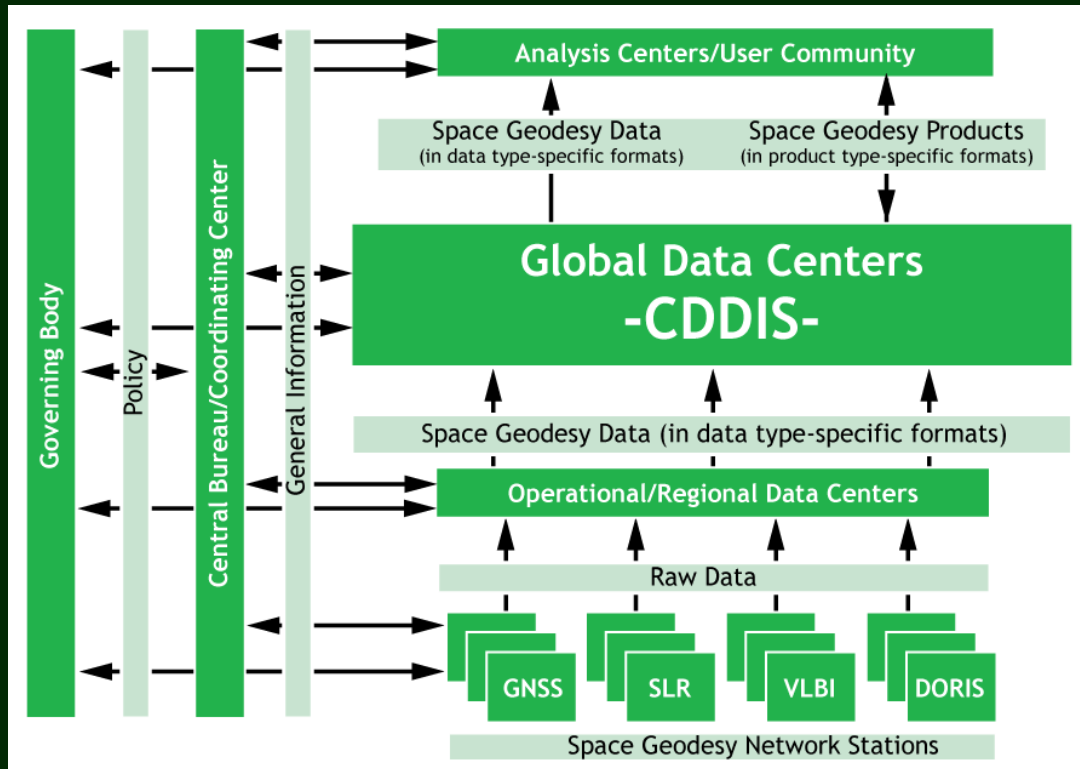 Governing Body
Policy
Central Bureau/Coordinating Center
General Information
Analysis Centers/User Community
Space Geodesy Data
(in data type-specific formats)
Space Geodesy Products
(in product type-specific formats)
Global Data Centers
-CDDIS-
Space Geodesy Data (in data type-specific formats)
Operational/Regional Data Centers
Raw Data
GNSS
SLR
VLBI
DORIS
Space Geodesy Network Stations